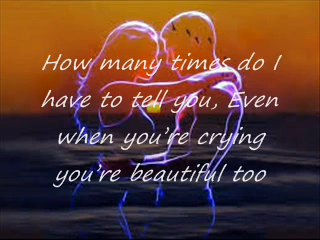 How many times do I
have to tell you, Even
when you're crying
you're beautiful too